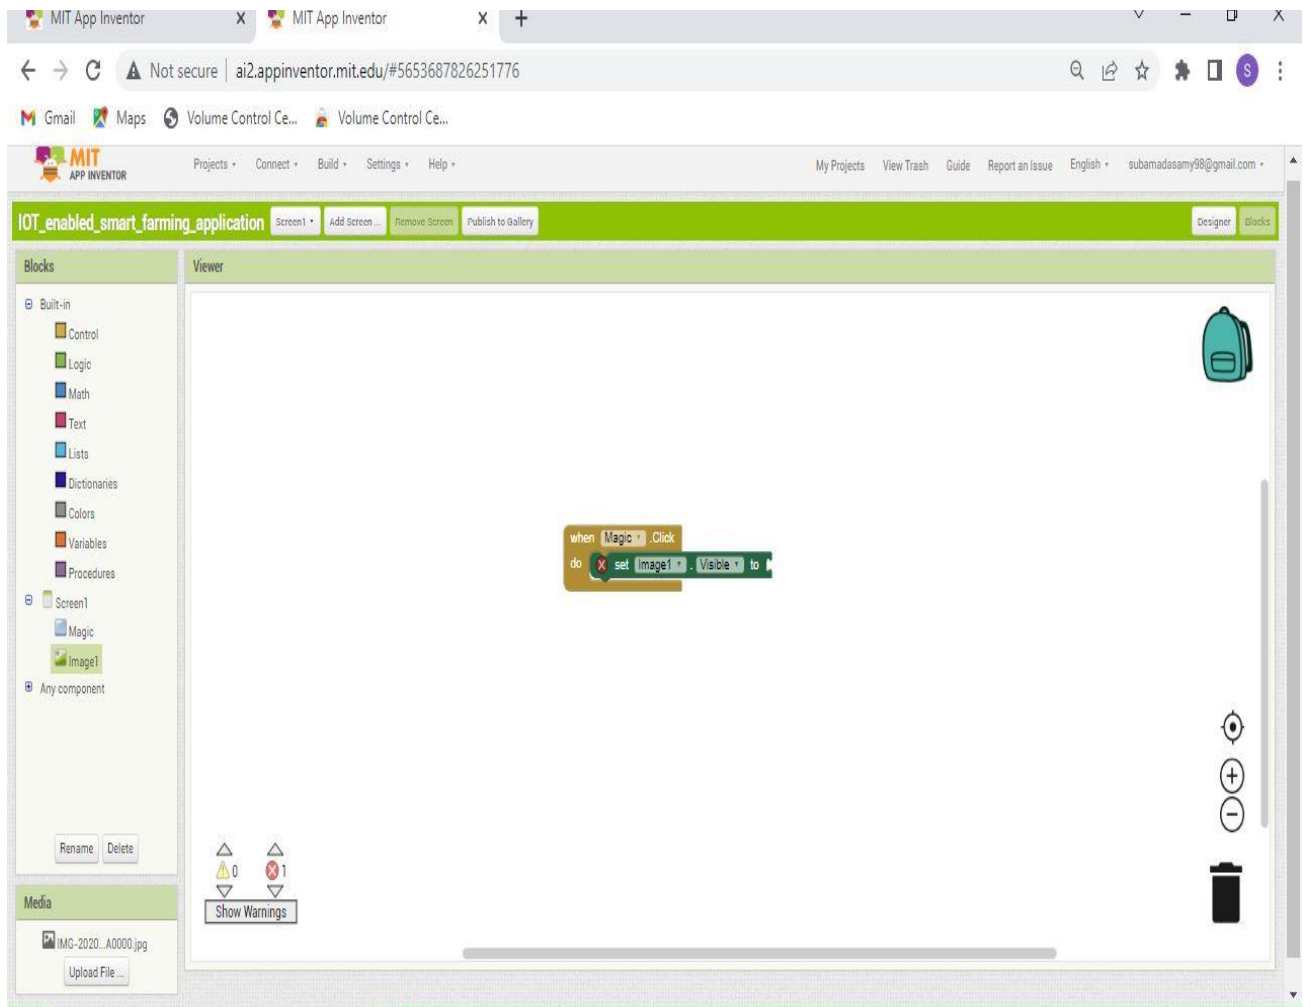 MIT App Inventor X MIT App Inventor X +
Not secure | ai2.appinventor.mit.edu/#5653687826251776 S
Gmail Maps Volume Control Ce... Volume Control Ce...
MIT
APP INVENTOR
Projects Connect Build Settings Help My Projects View Trash Guide Report an Issue English subamadasamy98@gmail.com
IOT_enabled_smart_farming_application Screen1 Add Screen ... Remove Screen Publish to Gallery Designer Blocks
Blocks Viewer
Built-in
Control
Logic
Math
Text
Lists
Dictionaries
Colors
Variables
Procedures
Screen1
Magic
Image1
Any component
when Magic .Click
do set Image1 . Visible to
Rename Delete
0 1
Show Warnings
Media
IMG-2020...A0000.jpg
Upload File ...